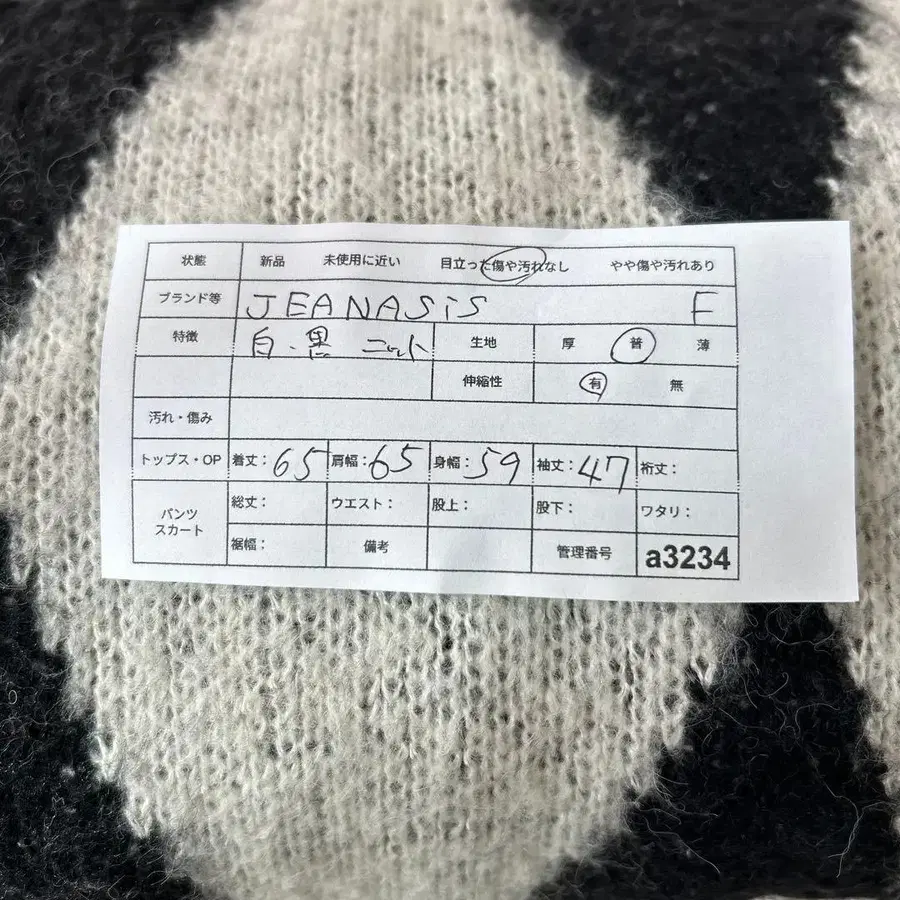 状態 新品 未使用に近い 目立った傷や汚れなし やや傷や汚れあり
ブランド等 JEANASiS F
特徴 白・黒 ニット 生地 厚 普 薄
伸縮性 有 無
汚れ・傷み
トップス・OP 着丈：65 肩幅：65 身幅：59 袖丈：47 裄丈：
パンツ スカート 総丈： ウエスト： 股上： 股下： ワタリ：
裾幅： 備考 管理番号 a3234